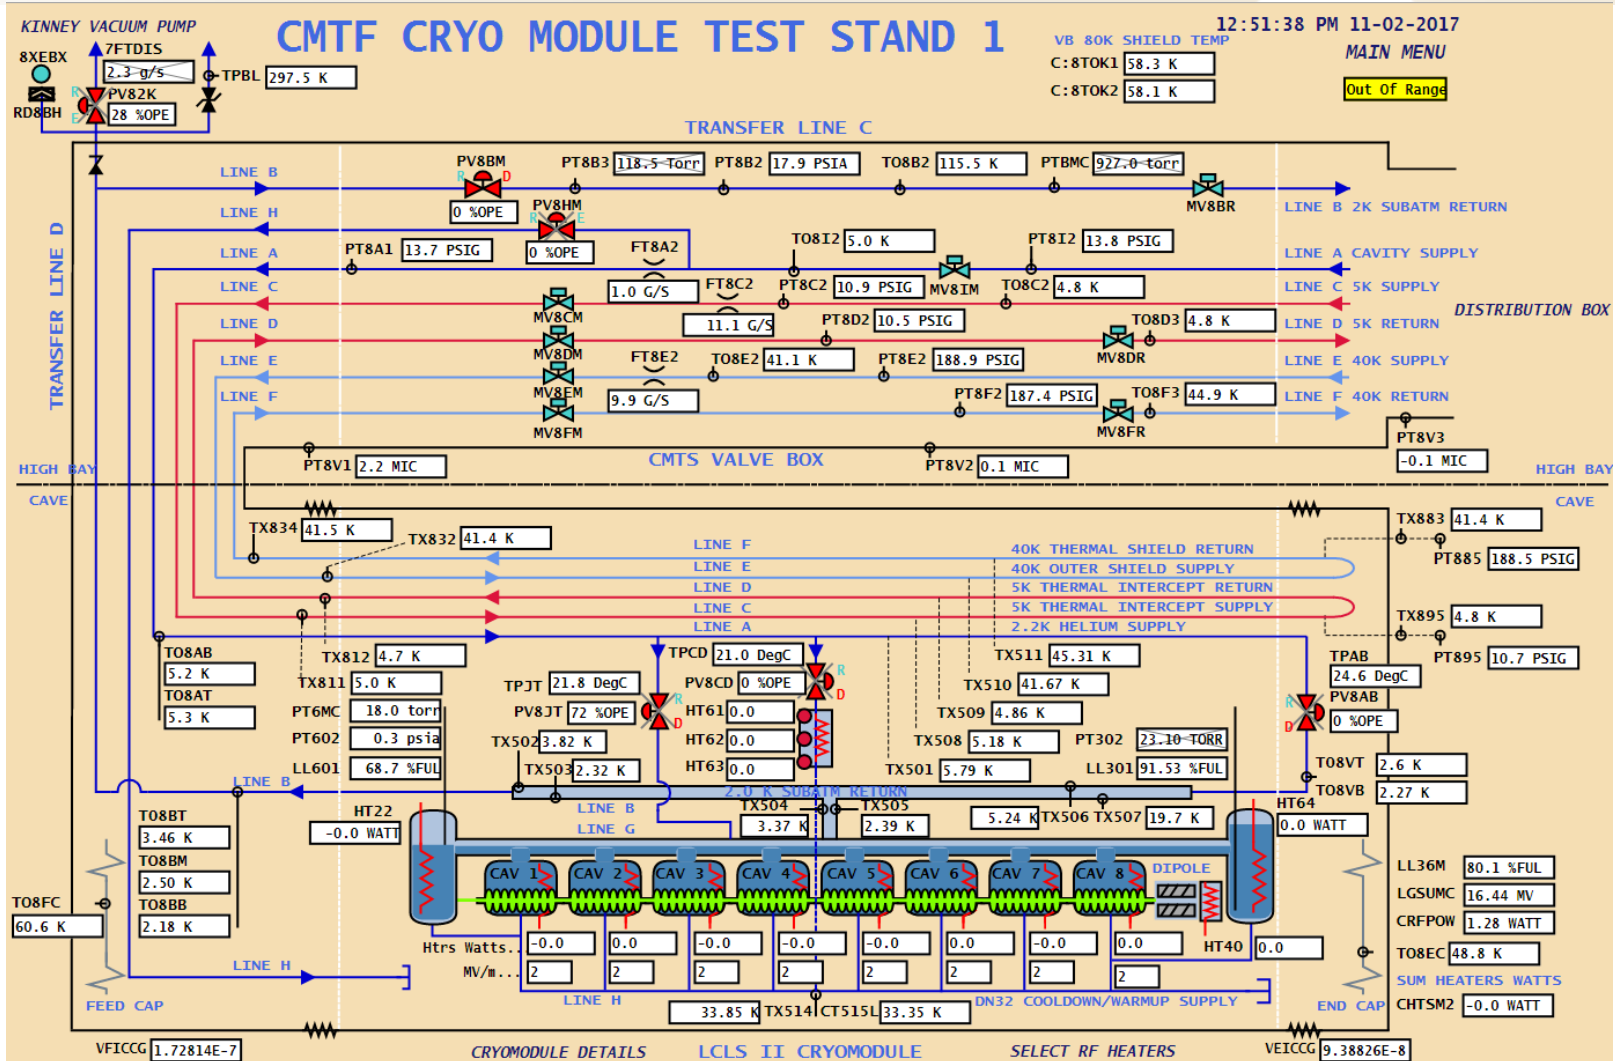 KINNEY VACUUM PUMP
CMTF CRYO MODULE TEST STAND 1
12:51:38 PM 11-02-2017
VB 80K SHIELD TEMP
MAIN MENU
8XEBX
7FTDIS
2.3 g/s
TPBL 297.5 K
C:8TOK1 58.3 K
C:8TOK2 58.1 K
Out Of Range
RD8BH
R
E
PV82K
28 %OPE
TRANSFER LINE C
TRANSFER LINE D
LINE B
PV8BM
R
D
0 %OPE
PT8B3 118.5 Torr
PT8B2 17.9 PSIA
TO8B2 115.5 K
PTBMC 927.0 torr
MV8BR
LINE B 2K SUBATM RETURN
LINE H
PV8HM
R
E
0 %OPE
LINE A
PT8A1 13.7 PSIG
FT8A2
1.0 G/S
TO8I2 5.0 K
MV8IM
PT8I2 13.8 PSIG
LINE A CAVITY SUPPLY
LINE C
MV8CM
FT8C2
11.1 G/S
PT8C2 10.9 PSIG
TO8C2 4.8 K
LINE C 5K SUPPLY
DISTRIBUTION BOX
LINE D
MV8DM
PT8D2 10.5 PSIG
MV8DR
TO8D3 4.8 K
LINE D 5K RETURN
LINE E
MV8EM
FT8E2
9.9 G/S
TO8E2 41.1 K
PT8E2 188.9 PSIG
LINE E 40K SUPPLY
LINE F
MV8FM
PT8F2 187.4 PSIG
MV8FR
TO8F3 44.9 K
LINE F 40K RETURN
PT8V1 2.2 MIC
CMTS VALVE BOX
PT8V2 0.1 MIC
PT8V3
-0.1 MIC
HIGH BAY
HIGH BAY
CAVE
CAVE
TX834 41.5 K
TX832 41.4 K
TX883 41.4 K
PT885 188.5 PSIG
LINE F
40K THERMAL SHIELD RETURN
LINE E
40K OUTER SHIELD SUPPLY
LINE D
5K THERMAL INTERCEPT RETURN
LINE C
5K THERMAL INTERCEPT SUPPLY
LINE A
2.2K HELIUM SUPPLY
TX895 4.8 K
PT895 10.7 PSIG
TO8AB
5.2 K
TO8AT
5.3 K
TX812 4.7 K
TX811 5.0 K
PT6MC 18.0 torr
PT602 0.3 psia
LL601 68.7 %FUL
TPJT 21.8 DegC
PV8JT 72 %OPE
R
D
TX502 3.82 K
TX503 2.32 K
TPCD 21.0 DegC
PV8CD 0 %OPE
R
D
HT61 0.0
HT62 0.0
HT63 0.0
TX511 45.31 K
TX510 41.67 K
TX509 4.86 K
TX508 5.18 K
TX501 5.79 K
PT302 23.10 TORR
LL301 91.53 %FUL
TPAB
24.6 DegC
PV8AB
0 %OPE
R
D
TO8VT 2.6 K
TO8VB 2.27 K
LINE B
2.0 K SUBATM RETURN
LINE B
LINE G
TX504
3.37 K
TX505
2.39 K
5.24 K TX506
TX507 19.7 K
HT22
-0.0 WATT
HT64
0.0 WATT
TO8BT
3.46 K
TO8BM
2.50 K
TO8BB
2.18 K
TO8FC
60.6 K
CAV 1
CAV 2
CAV 3
CAV 4
CAV 5
CAV 6
CAV 7
CAV 8
DIPOLE
Htrs Watts.. -0.0 0.0 -0.0 -0.0 -0.0 0.0 -0.0 0.0
HT40 0.0
MV/m... 2 2 2 2 2 2 2 2
LL36M 80.1 %FUL
LGSUMC 16.44 MV
CRFPOW 1.28 WATT
TO8EC 48.8 K
SUM HEATERS WATTS
CHTSM2 -0.0 WATT
LINE H
LINE H
DN32 COOLDOWN/WARMUP SUPPLY
FEED CAP
END CAP
33.85 K TX514
CT515L 33.35 K
VFICCG 1.72814E-7
CRYOMODULE DETAILS
LCLS II CRYOMODULE
SELECT RF HEATERS
VEICCG 9.38826E-8